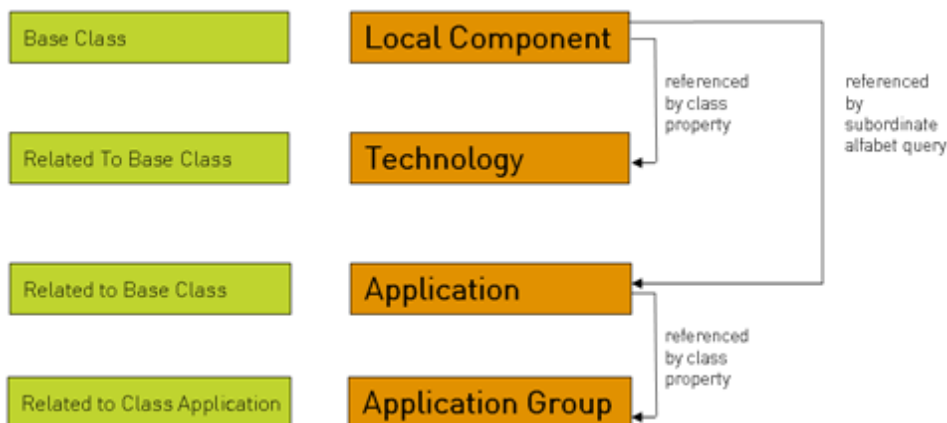 Base Class
Local Component
referenced
by class
property
referenced
by
subordinate
alfabet query
Related To Base Class
Technology
Related to Base Class
Application
referenced
by class
property
Related to Class Application
Application Group